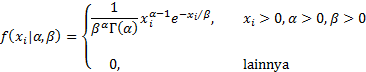 f(xᵢ|α,β) = { 1/(β^α Γ(α)) xᵢ^(α−1) e^(−xᵢ/β), xᵢ > 0, α > 0, β > 0
0, lainnya